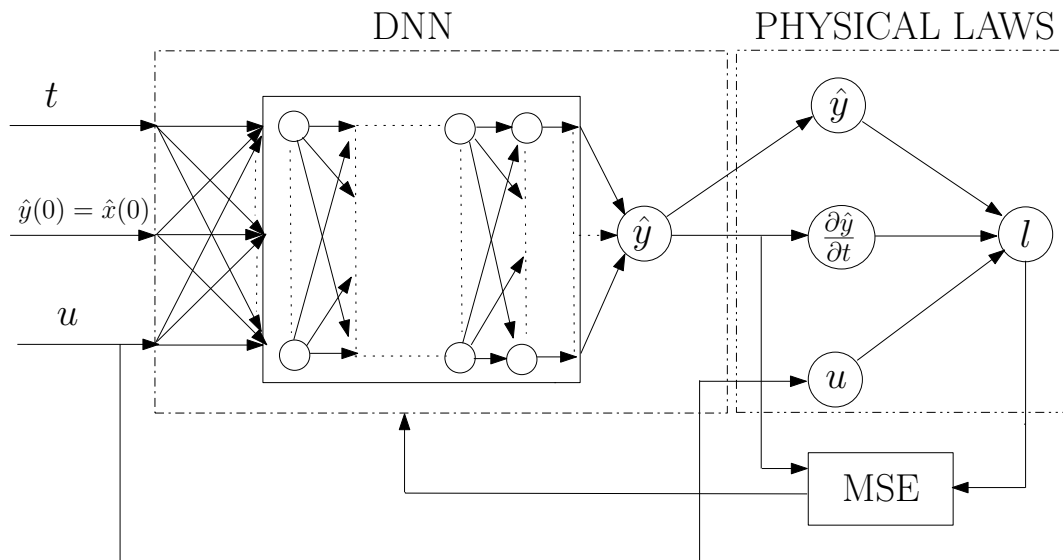 DNN
PHYSICAL LAWS
t
ŷ(0) = x̂(0)
u
ŷ
ŷ
∂ŷ/∂t
u
l
MSE